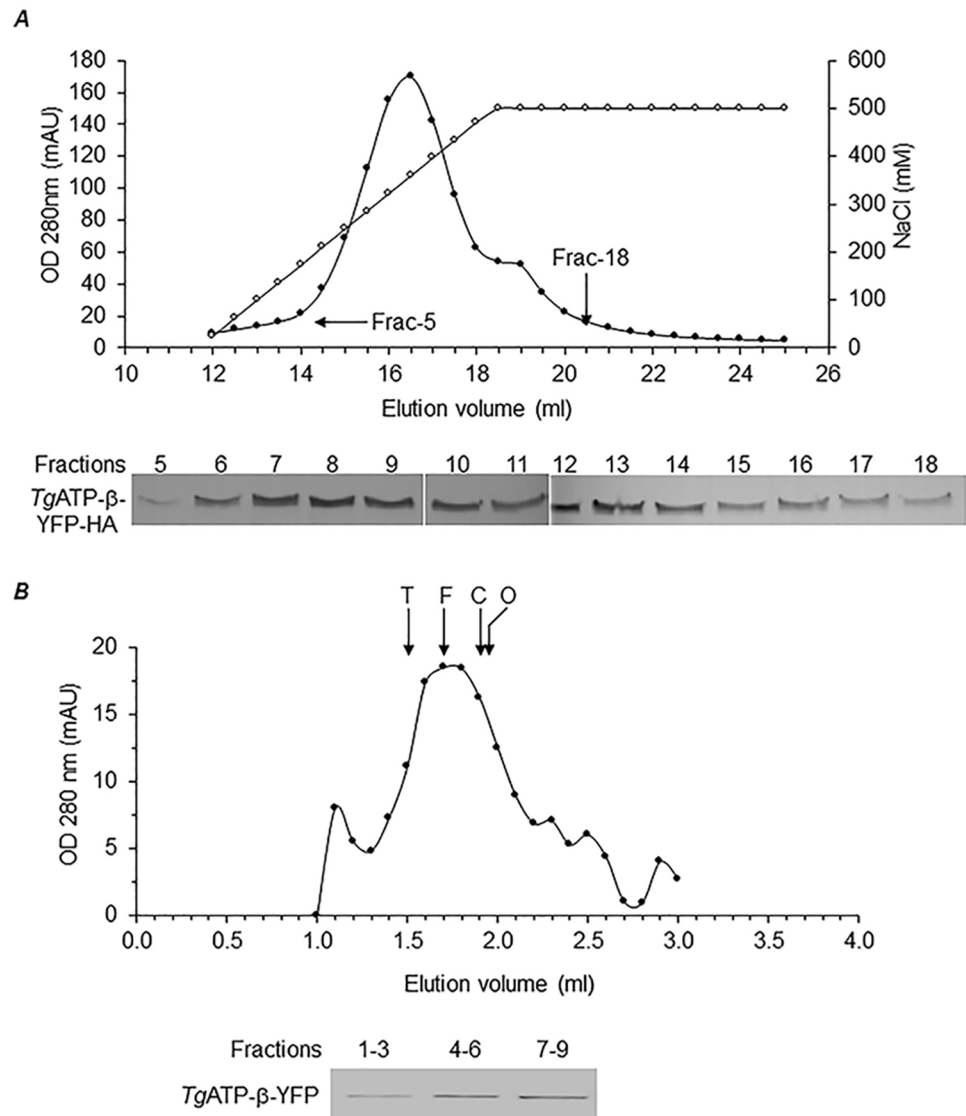 A
OD 280nm (mAU)
180
160
140
120
100
80
60
40
20
0
10 12 14 16 18 20 22 24 26
Elution volume (ml)
600
500
400
300
200
100
0
NaCl (mM)
Frac-5
Frac-18
Fractions 5 6 7 8 9 10 11 12 13 14 15 16 17 18
TgATP-β-
YFP-HA
B
T F C O
OD 280 nm (mAU)
20
15
10
5
0
0.0 0.5 1.0 1.5 2.0 2.5 3.0 3.5 4.0
Elution volume (ml)
Fractions 1-3 4-6 7-9
TgATP-β-YFP